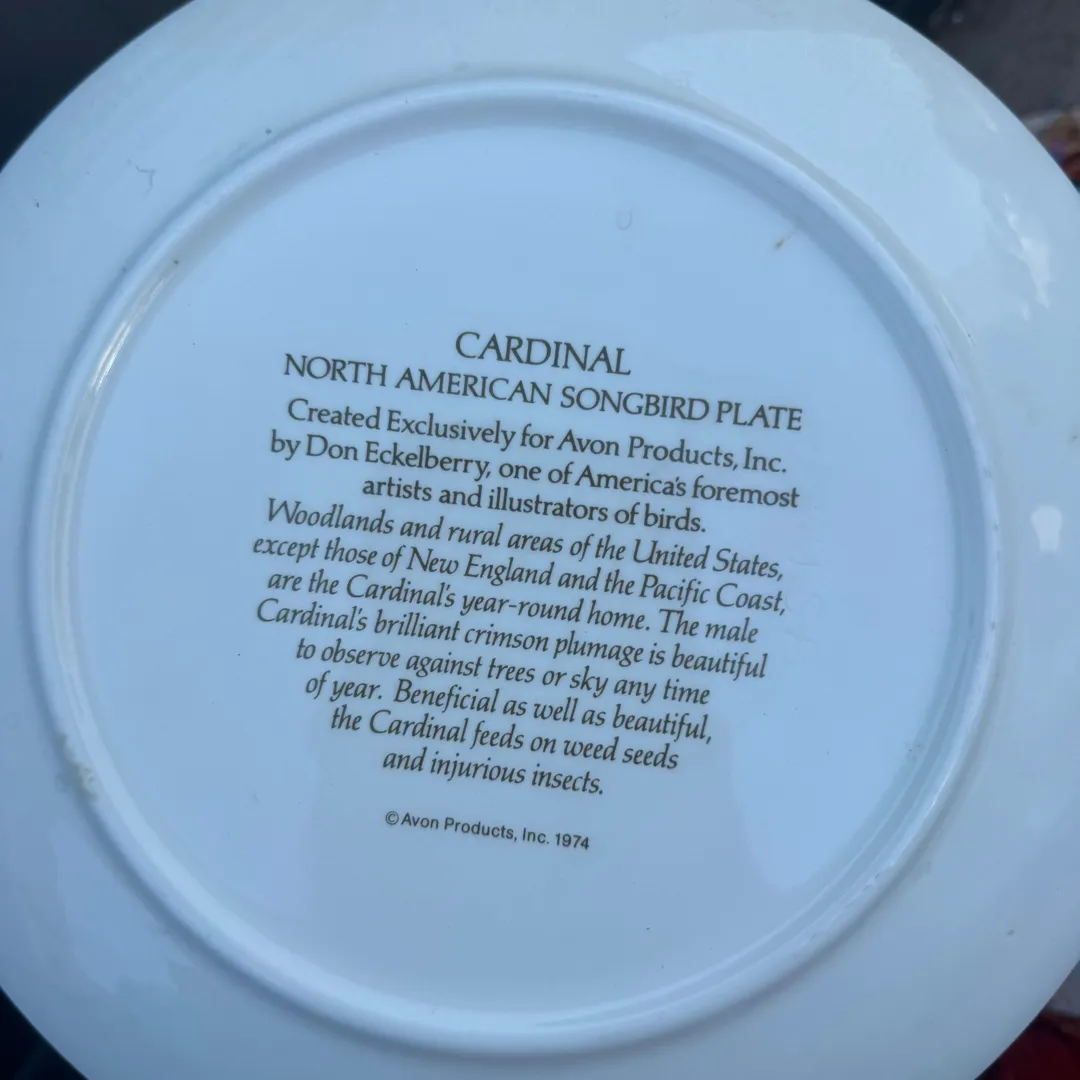 CARDINAL
NORTH AMERICAN SONGBIRD PLATE
Created Exclusively for Avon Products, Inc.
by Don Eckelberry, one of America's foremost
artists and illustrators of birds.
Woodlands and rural areas of the United States,
except those of New England and the Pacific Coast,
are the Cardinal's year-round home. The male
Cardinal's brilliant crimson plumage is beautiful
to observe against trees or sky any time
of year. Beneficial as well as beautiful,
the Cardinal feeds on weed seeds
and injurious insects.
© Avon Products, Inc. 1974